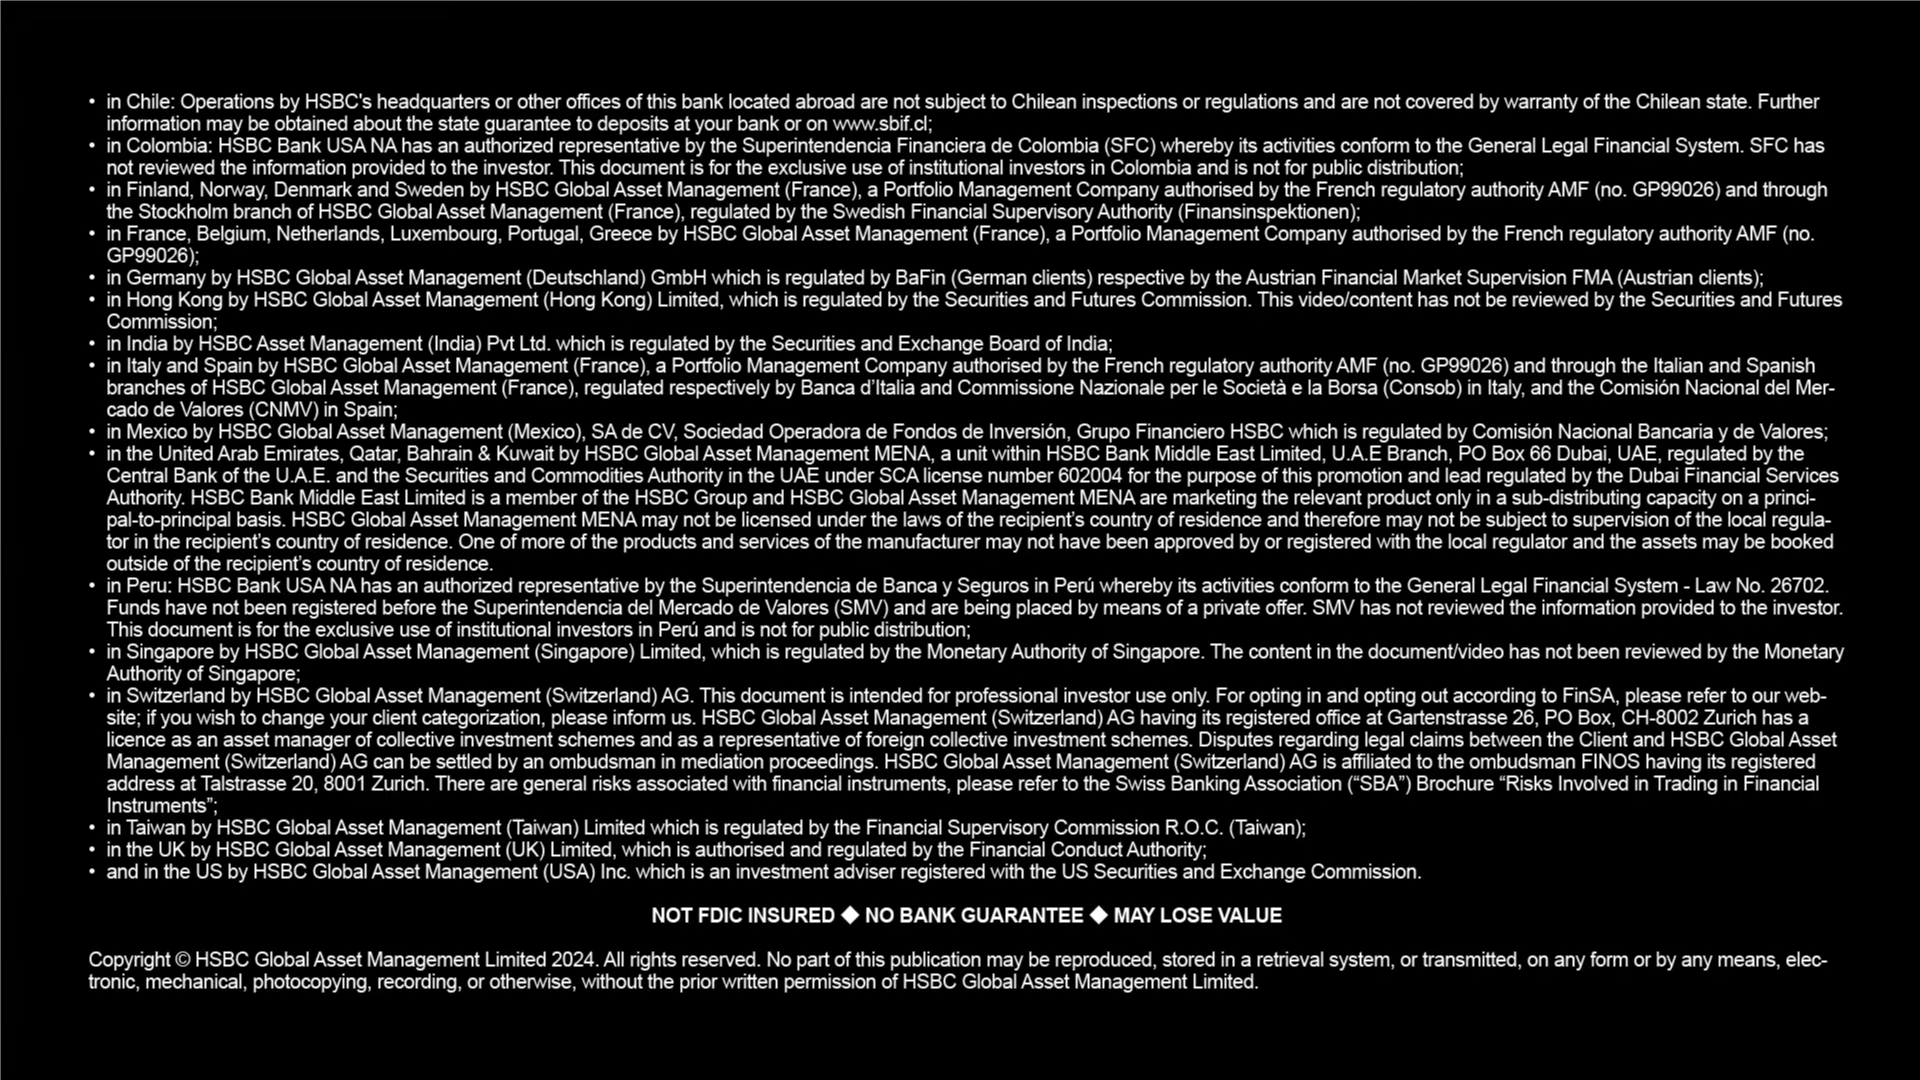 • in Chile: Operations by HSBC's headquarters or other offices of this bank located abroad are not subject to Chilean inspections or regulations and are not covered by warranty of the Chilean state. Further
information may be obtained about the state guarantee to deposits at your bank or on www.sbif.cl;
• in Colombia: HSBC Bank USA NA has an authorized representative by the Superintendencia Financiera de Colombia (SFC) whereby its activities conform to the General Legal Financial System. SFC has
not reviewed the information provided to the investor. This document is for the exclusive use of institutional investors in Colombia and is not for public distribution;
• in Finland, Norway, Denmark and Sweden by HSBC Global Asset Management (France), a Portfolio Management Company authorised by the French regulatory authority AMF (no. GP99026) and through
the Stockholm branch of HSBC Global Asset Management (France), regulated by the Swedish Financial Supervisory Authority (Finansinspektionen);
• in France, Belgium, Netherlands, Luxembourg, Portugal, Greece by HSBC Global Asset Management (France), a Portfolio Management Company authorised by the French regulatory authority AMF (no.
GP99026);
• in Germany by HSBC Global Asset Management (Deutschland) GmbH which is regulated by BaFin (German clients) respective by the Austrian Financial Market Supervision FMA (Austrian clients);
• in Hong Kong by HSBC Global Asset Management (Hong Kong) Limited, which is regulated by the Securities and Futures Commission. This video/content has not be reviewed by the Securities and Futures
Commission;
• in India by HSBC Asset Management (India) Pvt Ltd. which is regulated by the Securities and Exchange Board of India;
• in Italy and Spain by HSBC Global Asset Management (France), a Portfolio Management Company authorised by the French regulatory authority AMF (no. GP99026) and through the Italian and Spanish
branches of HSBC Global Asset Management (France), regulated respectively by Banca d’Italia and Commissione Nazionale per le Società e la Borsa (Consob) in Italy, and the Comisión Nacional del Mer-
cado de Valores (CNMV) in Spain;
• in Mexico by HSBC Global Asset Management (Mexico), SA de CV, Sociedad Operadora de Fondos de Inversión, Grupo Financiero HSBC which is regulated by Comisión Nacional Bancaria y de Valores;
• in the United Arab Emirates, Qatar, Bahrain & Kuwait by HSBC Global Asset Management MENA, a unit within HSBC Bank Middle East Limited, U.A.E Branch, PO Box 66 Dubai, UAE, regulated by the
Central Bank of the U.A.E. and the Securities and Commodities Authority in the UAE under SCA license number 602004 for the purpose of this promotion and lead regulated by the Dubai Financial Services
Authority. HSBC Bank Middle East Limited is a member of the HSBC Group and HSBC Global Asset Management MENA are marketing the relevant product only in a sub-distributing capacity on a princi-
pal-to-principal basis. HSBC Global Asset Management MENA may not be licensed under the laws of the recipient’s country of residence and therefore may not be subject to supervision of the local regula-
tor in the recipient’s country of residence. One of more of the products and services of the manufacturer may not have been approved by or registered with the local regulator and the assets may be booked
outside of the recipient’s country of residence.
• in Peru: HSBC Bank USA NA has an authorized representative by the Superintendencia de Banca y Seguros in Perú whereby its activities conform to the General Legal Financial System - Law No. 26702.
Funds have not been registered before the Superintendencia del Mercado de Valores (SMV) and are being placed by means of a private offer. SMV has not reviewed the information provided to the investor.
This document is for the exclusive use of institutional investors in Perú and is not for public distribution;
• in Singapore by HSBC Global Asset Management (Singapore) Limited, which is regulated by the Monetary Authority of Singapore. The content in the document/video has not been reviewed by the Monetary
Authority of Singapore;
• in Switzerland by HSBC Global Asset Management (Switzerland) AG. This document is intended for professional investor use only. For opting in and opting out according to FinSA, please refer to our web-
site; if you wish to change your client categorization, please inform us. HSBC Global Asset Management (Switzerland) AG having its registered office at Gartenstrasse 26, PO Box, CH-8002 Zurich has a
licence as an asset manager of collective investment schemes and as a representative of foreign collective investment schemes. Disputes regarding legal claims between the Client and HSBC Global Asset
Management (Switzerland) AG can be settled by an ombudsman in mediation proceedings. HSBC Global Asset Management (Switzerland) AG is affiliated to the ombudsman FINOS having its registered
address at Talstrasse 20, 8001 Zurich. There are general risks associated with financial instruments, please refer to the Swiss Banking Association (“SBA”) Brochure “Risks Involved in Trading in Financial
Instruments”;
• in Taiwan by HSBC Global Asset Management (Taiwan) Limited which is regulated by the Financial Supervisory Commission R.O.C. (Taiwan);
• in the UK by HSBC Global Asset Management (UK) Limited, which is authorised and regulated by the Financial Conduct Authority;
• and in the US by HSBC Global Asset Management (USA) Inc. which is an investment adviser registered with the US Securities and Exchange Commission.
NOT FDIC INSURED ◆ NO BANK GUARANTEE ◆ MAY LOSE VALUE
Copyright © HSBC Global Asset Management Limited 2024. All rights reserved. No part of this publication may be reproduced, stored in a retrieval system, or transmitted, on any form or by any means, elec-
tronic, mechanical, photocopying, recording, or otherwise, without the prior written permission of HSBC Global Asset Management Limited.